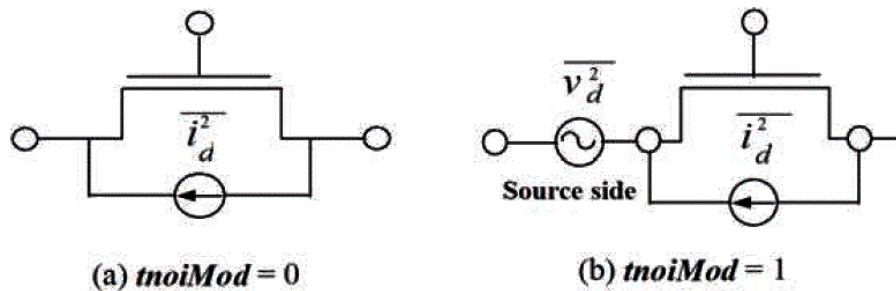 i_d^2
(a) tnoiMod = 0
v_d^2
i_d^2
Source side
(b) tnoiMod = 1